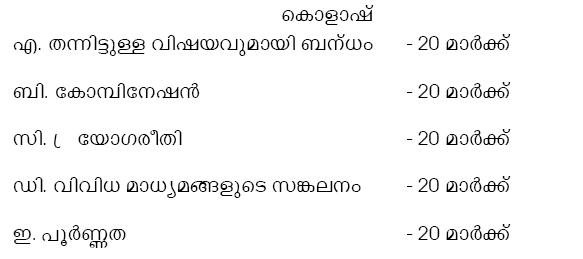 കൊളാഷ്
എ. തന്നിട്ടുള്ള വിഷയവുമായി ബന്ധം - 20 മാർക്ക്
ബി. കോമ്പിനേഷൻ - 20 മാർക്ക്
സി. - 20 മാർക്ക്
ഡി. വിവിധ മാധ്യമങ്ങളുടെ സങ്കലനം - 20 മാർക്ക്
ഇ. പൂർണ്ണത - 20 മാർക്ക്